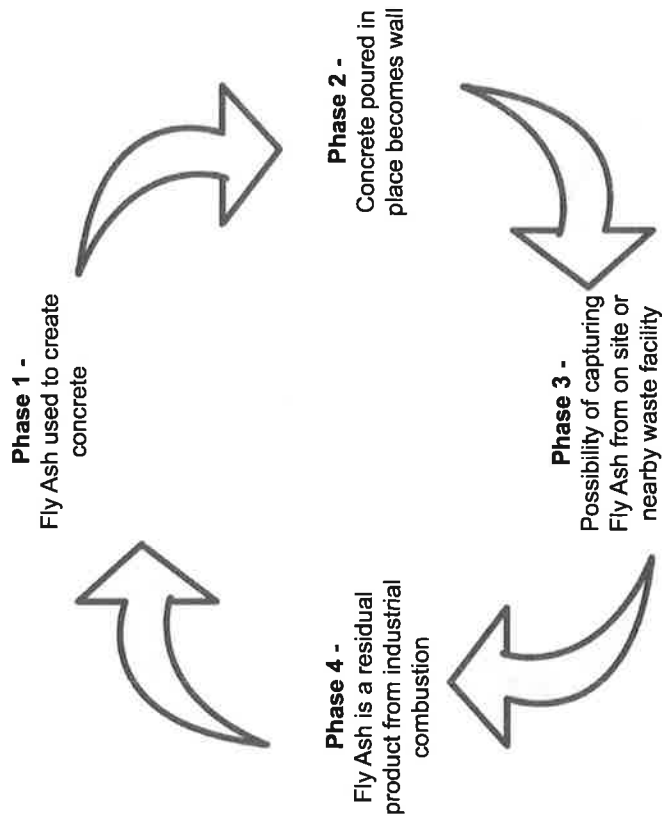 Phase 1 -
Fly Ash used to create
concrete
Phase 2 -
Concrete poured in
place becomes wall
Phase 3 -
Possibility of capturing
Fly Ash from on site or
nearby waste facility
Phase 4 -
Fly Ash is a residual
product from industrial
combustion